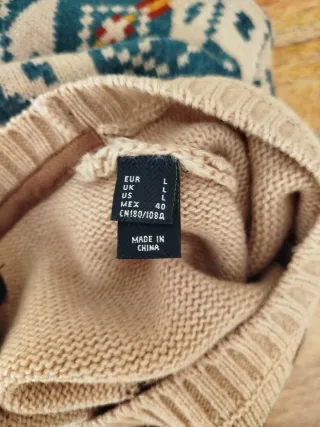 EUR L
UK L
US L
MEX 40
CN180/108A
MADE IN
CHINA